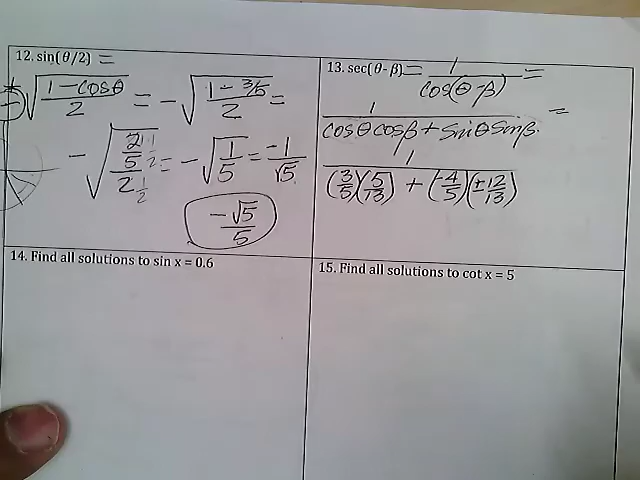 12. sin(θ/2) =
±√((1-cosθ)/2) = -√((1-3/5)/2) =
-√((2/5)/2) = -√(1/5) = -1/√5
-√5/5
13. sec(θ-β) = 1/cos(θ-β) =
1/(cosθcosβ + sinθsinβ) =
1/((3/5)(5/13) + (-4/5)(±12/13))
14. Find all solutions to sin x = 0.6
15. Find all solutions to cot x = 5